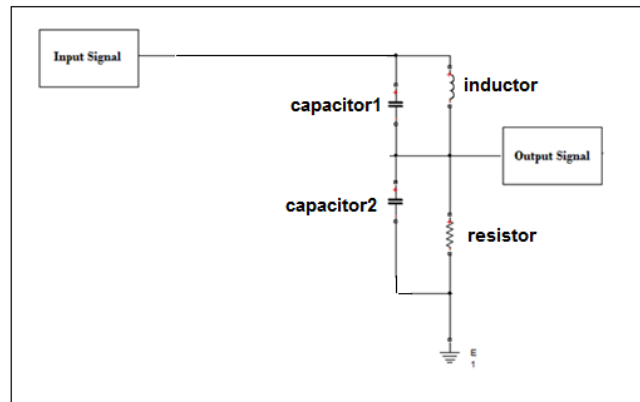 Input Signal
inductor
capacitor1
Output Signal
capacitor2
resistor
E
1